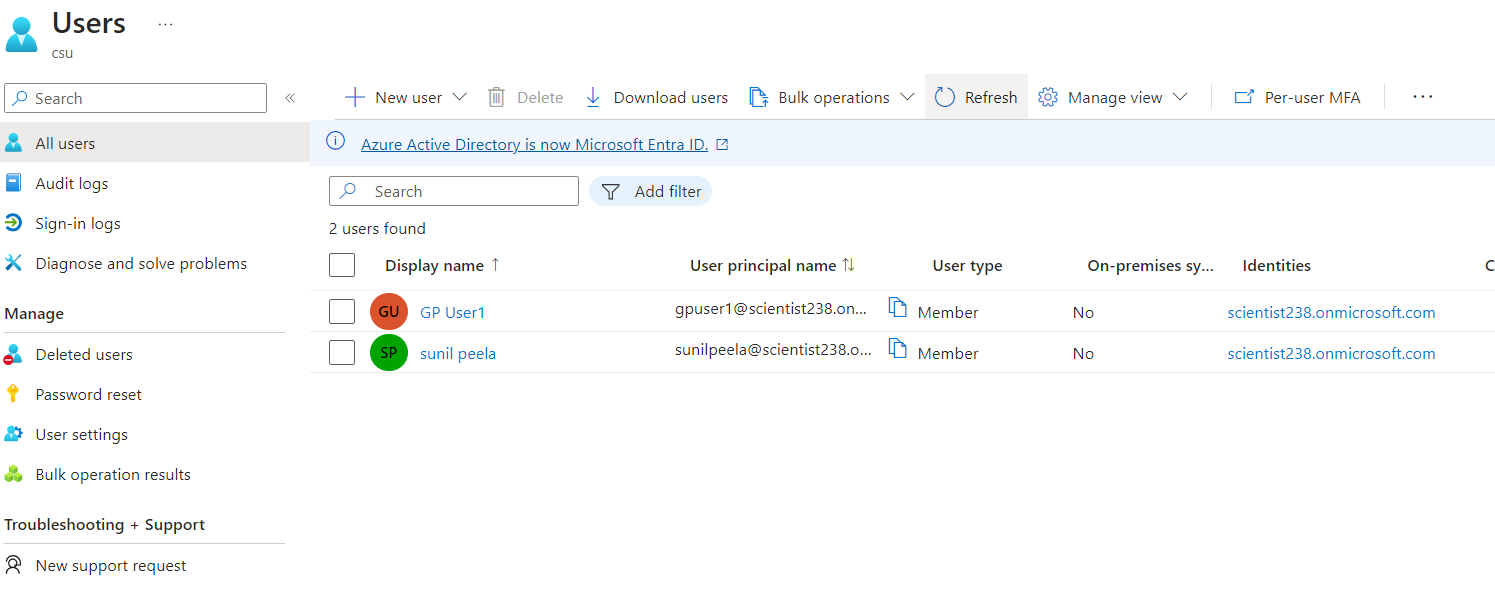 Users ...
csu
Search «
New user Delete Download users Bulk operations Refresh Manage view Per-user MFA ...
All users
Azure Active Directory is now Microsoft Entra ID.
Audit logs
Search Add filter
Sign-in logs
2 users found
Diagnose and solve problems
Display name ↑ User principal name ↑↓ User type On-premises sy... Identities C
Manage
GU GP User1 gpuser1@scientist238.on... Member No scientist238.onmicrosoft.com
Deleted users
SP sunil peela sunilpeela@scientist238.o... Member No scientist238.onmicrosoft.com
Password reset
User settings
Bulk operation results
Troubleshooting + Support
New support request